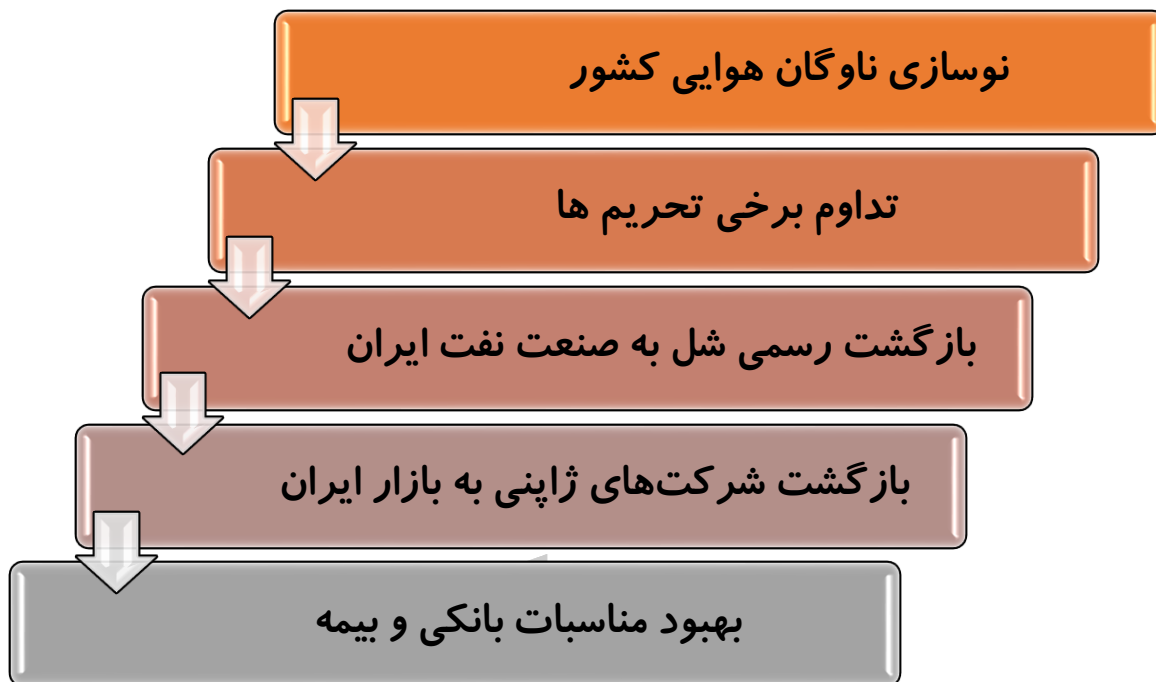 نوسازی ناوگان هوایی کشور
تداوم برخی تحریم ها
بازگشت رسمی شل به صنعت نفت ایران
بازگشت شرکت‌های ژاپنی به بازار ایران
بهبود مناسبات بانکی و بیمه